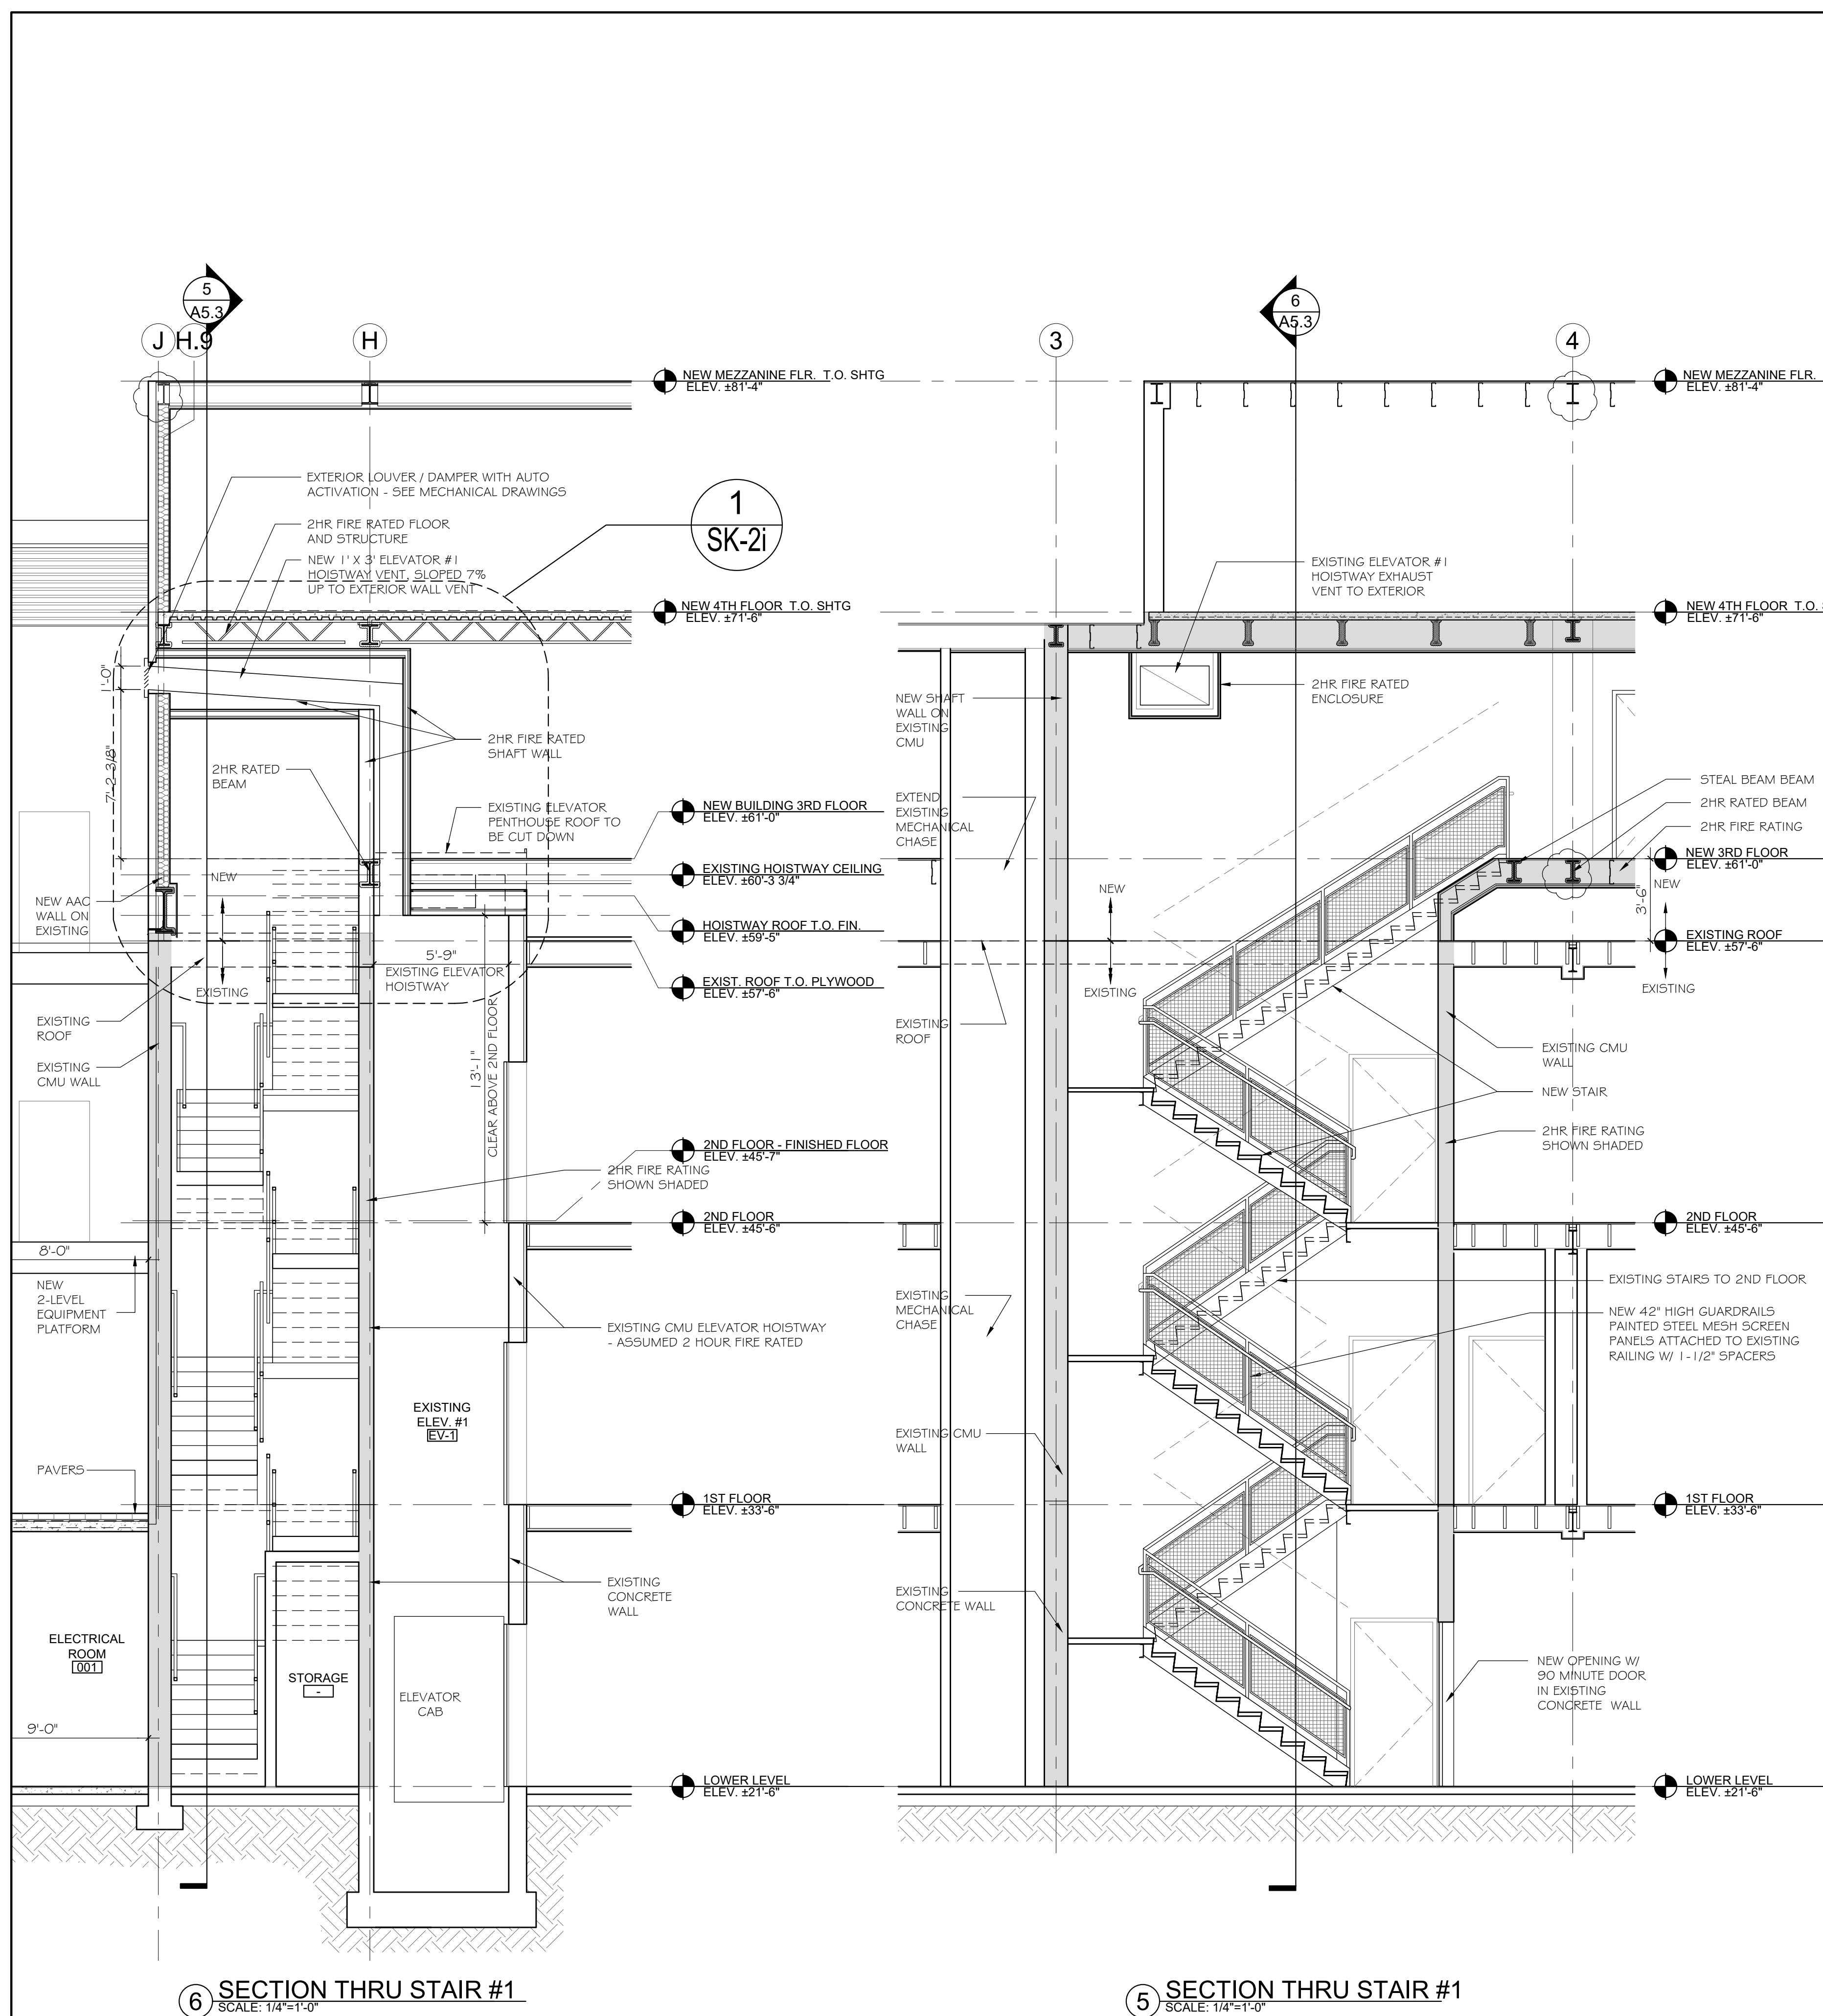 5
A5.3
J
H.9
H
NEW MEZZANINE FLR. T.O. SHTG
ELEV. ±81'-4"
EXTERIOR LOUVER / DAMPER WITH AUTO
ACTIVATION - SEE MECHANICAL DRAWINGS
2HR FIRE RATED FLOOR
AND STRUCTURE
NEW 1' X 3' ELEVATOR #1
HOISTWAY VENT, SLOPED 7%
UP TO EXTERIOR WALL VENT
1
SK-2i
NEW 4TH FLOOR T.O. SHTG
ELEV. ±71'-6"
1'-0"
7'-2 3/8"
2HR FIRE RATED
SHAFT WALL
2HR RATED
BEAM
EXISTING ELEVATOR
PENTHOUSE ROOF TO
BE CUT DOWN
NEW BUILDING 3RD FLOOR
ELEV. ±61'-0"
EXISTING HOISTWAY CEILING
ELEV. ±60'-3 3/4"
NEW
NEW AAC
WALL ON
EXISTING
HOISTWAY ROOF T.O. FIN.
ELEV. ±59'-5"
5'-9"
EXISTING ELEVATOR
HOISTWAY
EXIST. ROOF T.O. PLYWOOD
ELEV. ±57'-6"
EXISTING
EXISTING
ROOF
EXISTING
CMU WALL
13'-1"
CLEAR ABOVE 2ND FLOOR
2ND FLOOR - FINISHED FLOOR
ELEV. ±45'-7"
2HR FIRE RATING
SHOWN SHADED
2ND FLOOR
ELEV. ±45'-6"
8'-0"
NEW
2-LEVEL
EQUIPMENT
PLATFORM
EXISTING CMU ELEVATOR HOISTWAY
- ASSUMED 2 HOUR FIRE RATED
EXISTING
ELEV. #1
EV-1
PAVERS
1ST FLOOR
ELEV. ±33'-6"
EXISTING
CONCRETE
WALL
ELECTRICAL
ROOM
001
STORAGE
-
ELEVATOR
CAB
9'-0"
LOWER LEVEL
ELEV. ±21'-6"
6
SECTION THRU STAIR #1
SCALE: 1/4"=1'-0"
3
6
A5.3
4
NEW MEZZANINE FLR.
ELEV. ±81'-4"
EXISTING ELEVATOR #1
HOISTWAY EXHAUST
VENT TO EXTERIOR
NEW 4TH FLOOR T.O.
ELEV. ±71'-6"
NEW SHAFT
WALL ON
EXISTING
CMU
2HR FIRE RATED
ENCLOSURE
EXTEND
EXISTING
MECHANICAL
CHASE
STEAL BEAM BEAM
2HR RATED BEAM
2HR FIRE RATING
NEW 3RD FLOOR
ELEV. ±61'-0"
NEW
NEW
3'-6"
EXISTING ROOF
ELEV. ±57'-6"
EXISTING
EXISTING
EXISTING
ROOF
EXISTING CMU
WALL
NEW STAIR
2HR FIRE RATING
SHOWN SHADED
2ND FLOOR
ELEV. ±45'-6"
EXISTING STAIRS TO 2ND FLOOR
EXISTING
MECHANICAL
CHASE
NEW 42" HIGH GUARDRAILS
PAINTED STEEL MESH SCREEN
PANELS ATTACHED TO EXISTING
RAILING W/ 1-1/2" SPACERS
EXISTING CMU
WALL
1ST FLOOR
ELEV. ±33'-6"
EXISTING
CONCRETE WALL
NEW OPENING W/
90 MINUTE DOOR
IN EXISTING
CONCRETE WALL
LOWER LEVEL
ELEV. ±21'-6"
5
SECTION THRU STAIR #1
SCALE: 1/4"=1'-0"